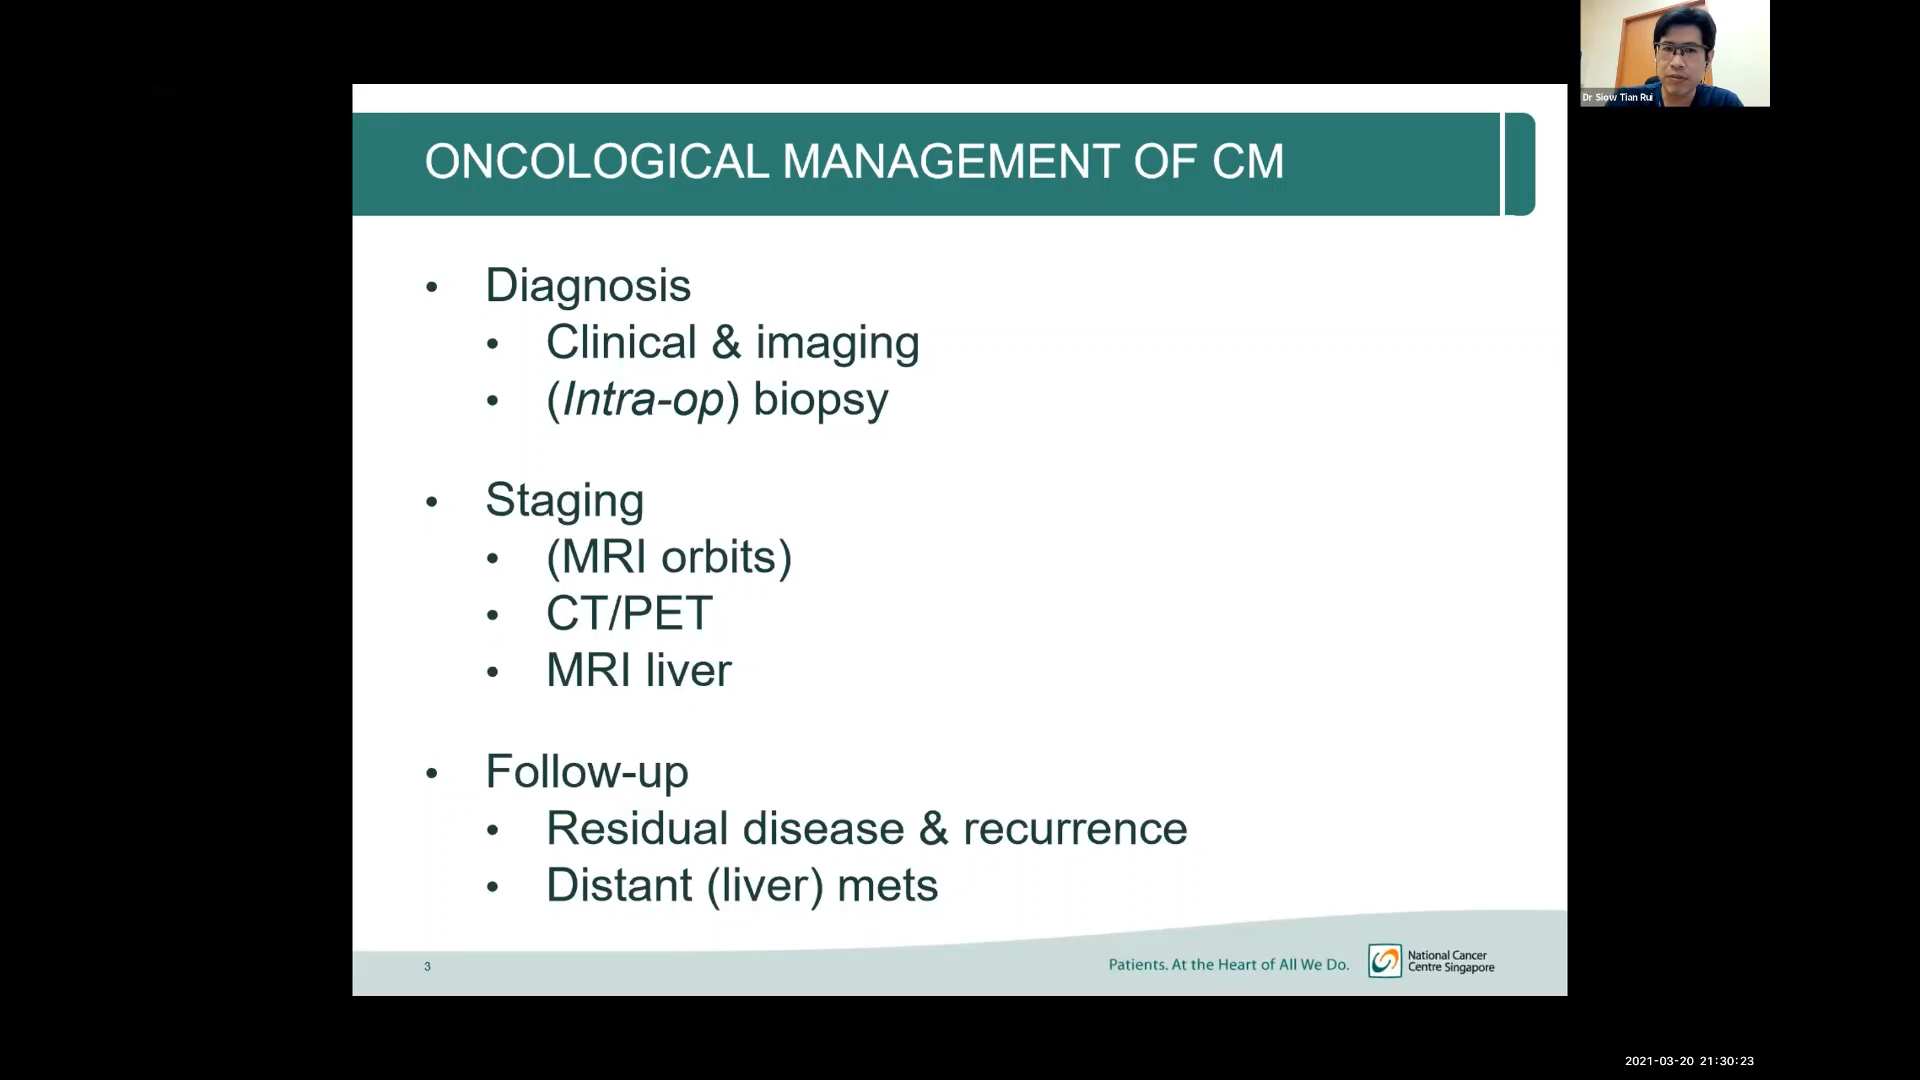 Dr Siow Tian Rui
ONCOLOGICAL MANAGEMENT OF CM
• Diagnosis
• Clinical & imaging
• (Intra-op) biopsy
• Staging
• (MRI orbits)
• CT/PET
• MRI liver
• Follow-up
• Residual disease & recurrence
• Distant (liver) mets
3
Patients. At the Heart of All We Do.
National Cancer
Centre Singapore
2021-03-20 21:30:23